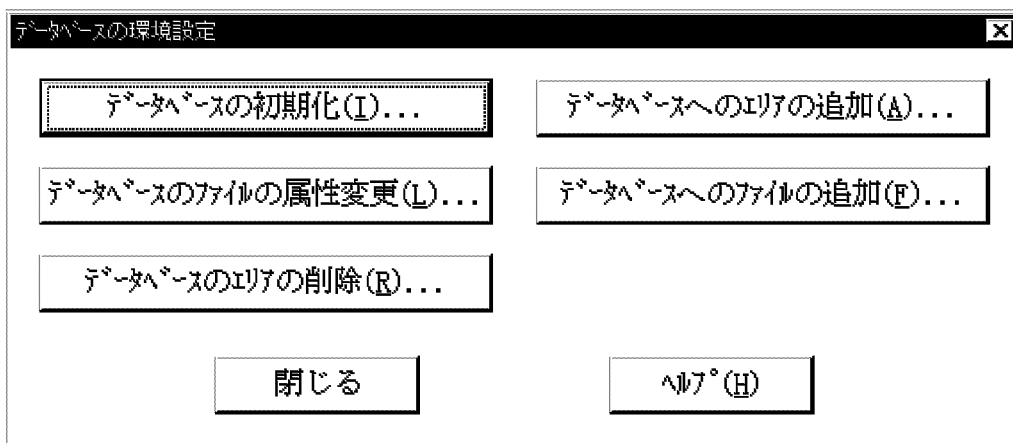 ﾃﾞｰﾀﾍﾞｰｽの環境設定
ﾃﾞｰﾀﾍﾞｰｽの初期化(I)...
ﾃﾞｰﾀﾍﾞｰｽへのｴﾘｱの追加(A)...
ﾃﾞｰﾀﾍﾞｰｽのﾌｧｲﾙの属性変更(L)...
ﾃﾞｰﾀﾍﾞｰｽへのﾌｧｲﾙの追加(F)...
ﾃﾞｰﾀﾍﾞｰｽのｴﾘｱの削除(R)...
閉じる
ﾍﾙﾌﾟ(H)